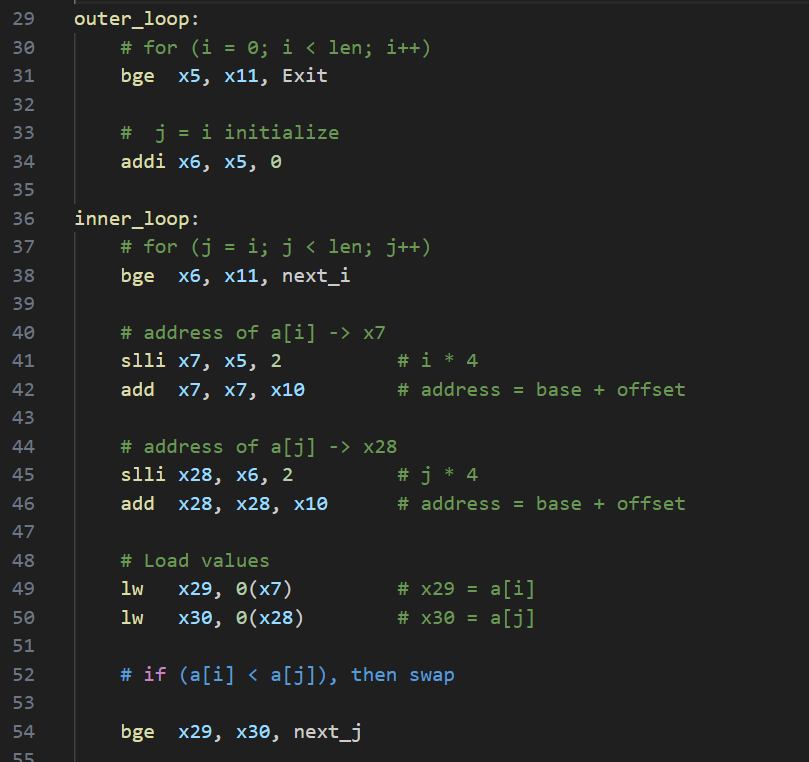 29 outer_loop:
30     # for (i = 0; i < len; i++)
31     bge  x5, x11, Exit
32
33     #  j = i initialize
34     addi x6, x5, 0
35
36 inner_loop:
37     # for (j = i; j < len; j++)
38     bge  x6, x11, next_i
39
40     # address of a[i] -> x7
41     slli x7, x5, 2          # i * 4
42     add  x7, x7, x10        # address = base + offset
43
44     # address of a[j] -> x28
45     slli x28, x6, 2         # j * 4
46     add  x28, x28, x10      # address = base + offset
47
48     # Load values
49     lw   x29, 0(x7)         # x29 = a[i]
50     lw   x30, 0(x28)        # x30 = a[j]
51
52     # if (a[i] < a[j]), then swap
53
54     bge  x29, x30, next_j
55